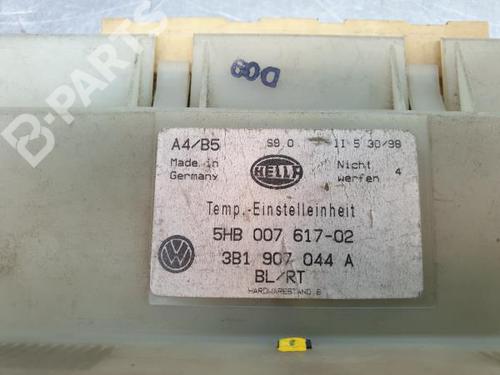 D09
A4/B5 S9.0 11 5 30/98
Made in Germany
HELLA
Nicht werfen 4
Temp.-Einstelleinheit
5HB 007 617-02
3B1 907 044 A
BL/RT
HARDWARESTAND 6
B-PARTS